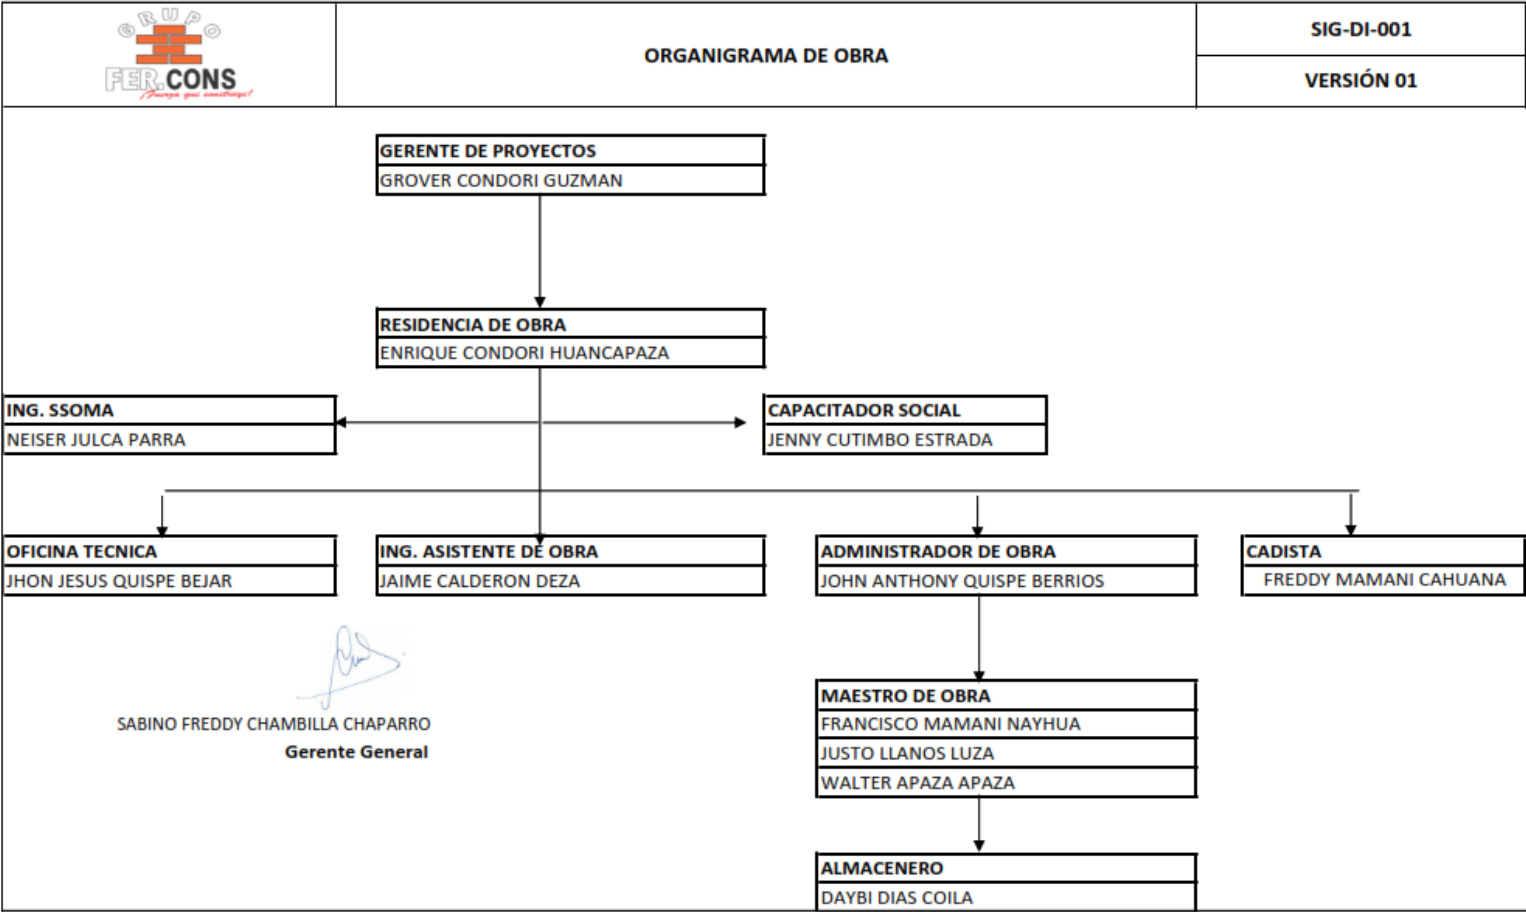 GRUPO
FER.CONS
¡Fuerza que construye!
ORGANIGRAMA DE OBRA
SIG-DI-001
VERSIÓN 01
GERENTE DE PROYECTOS
GROVER CONDORI GUZMAN
RESIDENCIA DE OBRA
ENRIQUE CONDORI HUANCAPAZA
ING. SSOMA
NEISER JULCA PARRA
CAPACITADOR SOCIAL
JENNY CUTIMBO ESTRADA
OFICINA TECNICA
JHON JESUS QUISPE BEJAR
ING. ASISTENTE DE OBRA
JAIME CALDERON DEZA
ADMINISTRADOR DE OBRA
JOHN ANTHONY QUISPE BERRIOS
CADISTA
FREDDY MAMANI CAHUANA
SABINO FREDDY CHAMBILLA CHAPARRO
Gerente General
MAESTRO DE OBRA
FRANCISCO MAMANI NAYHUA
JUSTO LLANOS LUZA
WALTER APAZA APAZA
ALMACENERO
DAYBI DIAS COILA